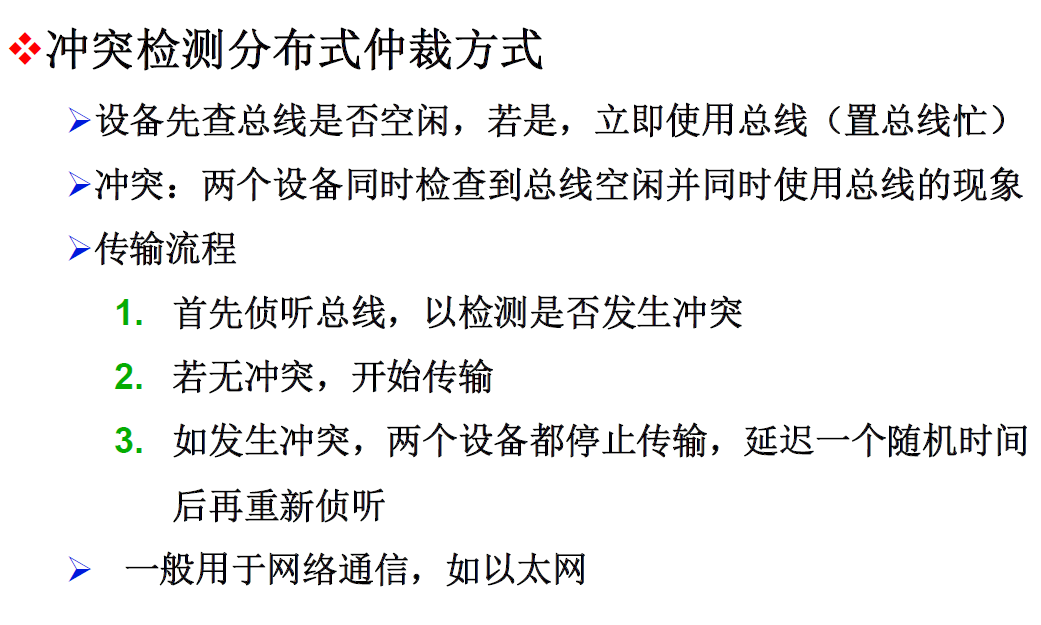 冲突检测分布式仲裁方式
设备先查总线是否空闲，若是，立即使用总线（置总线忙）
冲突：两个设备同时检查到总线空闲并同时使用总线的现象
传输流程
1. 首先侦听总线，以检测是否发生冲突
2. 若无冲突，开始传输
3. 如发生冲突，两个设备都停止传输，延迟一个随机时间
后再重新侦听
一般用于网络通信，如以太网